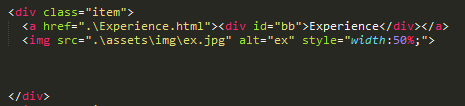 <div class="item">
<a href=".\Experience.html"><div id="bb">Experience</div></a>
<img src=".\assets\img\ex.jpg" alt="ex" style="width:50%;">
</div>